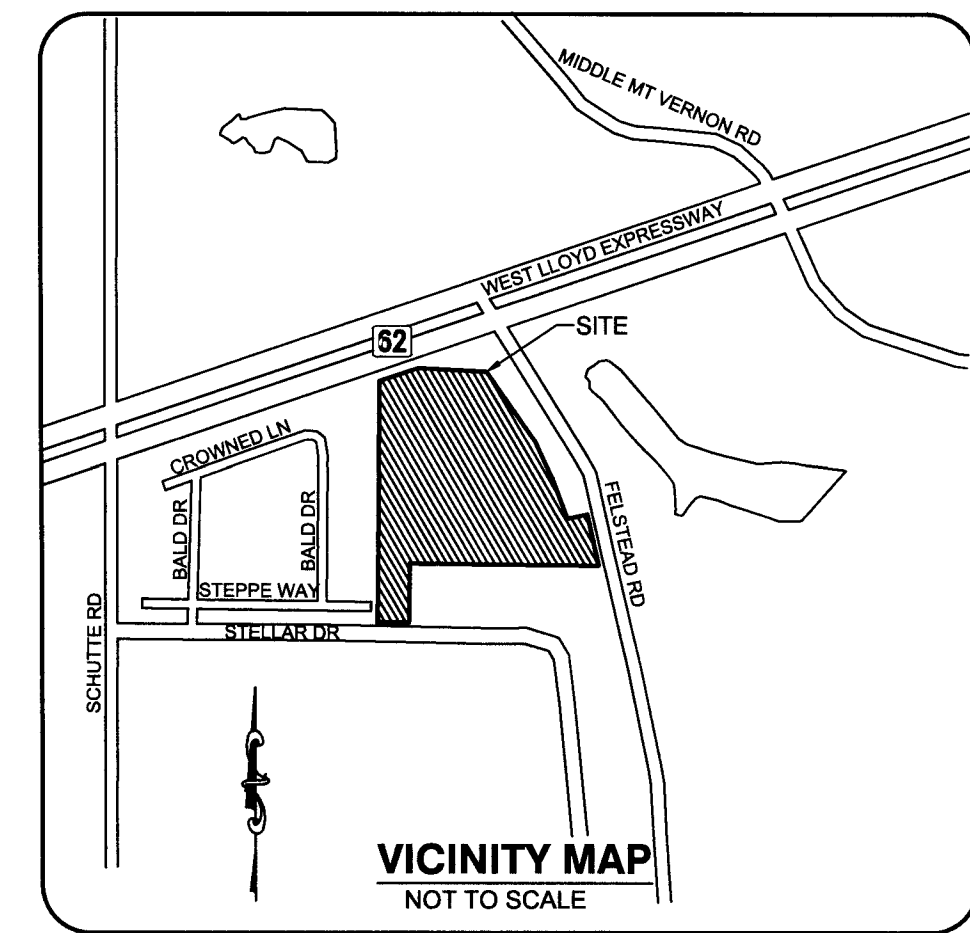 MIDDLE MT VERNON RD
WEST LLOYD EXPRESSWAY
SITE
62
CROWNED LN
BALD DR
BALD DR
FELSTEAD RD
STEPPE WAY
STELLAR DR
SCHUTTE RD
VICINITY MAP
NOT TO SCALE